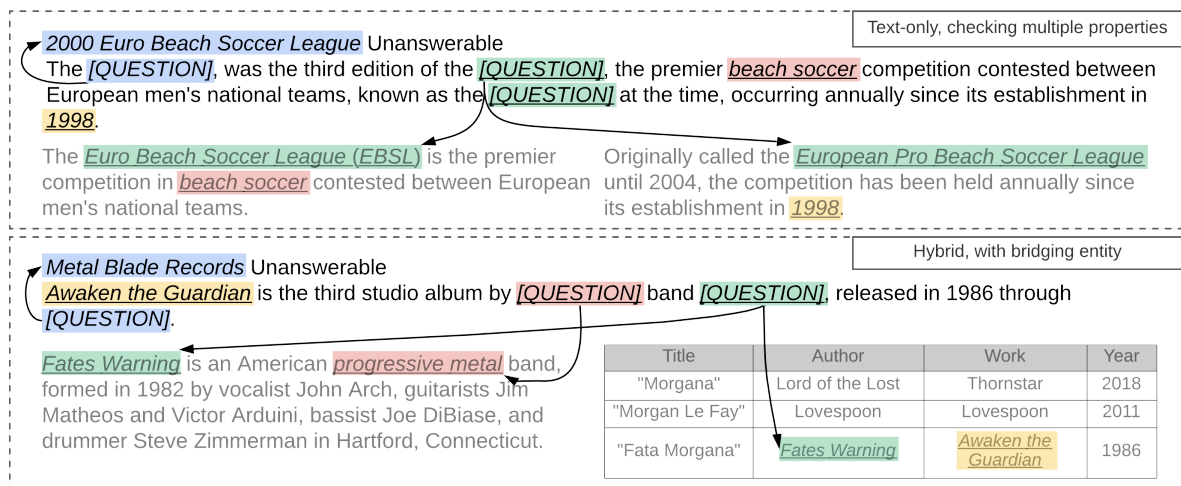 Text-only, checking multiple properties
2000 Euro Beach Soccer League Unanswerable
The [QUESTION], was the third edition of the [QUESTION], the premier beach soccer competition contested between
European men's national teams, known as the [QUESTION] at the time, occurring annually since its establishment in
1998.
The Euro Beach Soccer League (EBSL) is the premier
competition in beach soccer contested between European
men's national teams.
Originally called the European Pro Beach Soccer League
until 2004, the competition has been held annually since
its establishment in 1998.
Hybrid, with bridging entity
Metal Blade Records Unanswerable
Awaken the Guardian is the third studio album by [QUESTION] band [QUESTION], released in 1986 through
[QUESTION].
Fates Warning is an American progressive metal band,
formed in 1982 by vocalist John Arch, guitarists Jim
Matheos and Victor Arduini, bassist Joe DiBiase, and
drummer Steve Zimmerman in Hartford, Connecticut.
Title Author Work Year
"Morgana" Lord of the Lost Thornstar 2018
"Morgan Le Fay" Lovespoon Lovespoon 2011
"Fata Morgana" Fates Warning Awaken the Guardian 1986